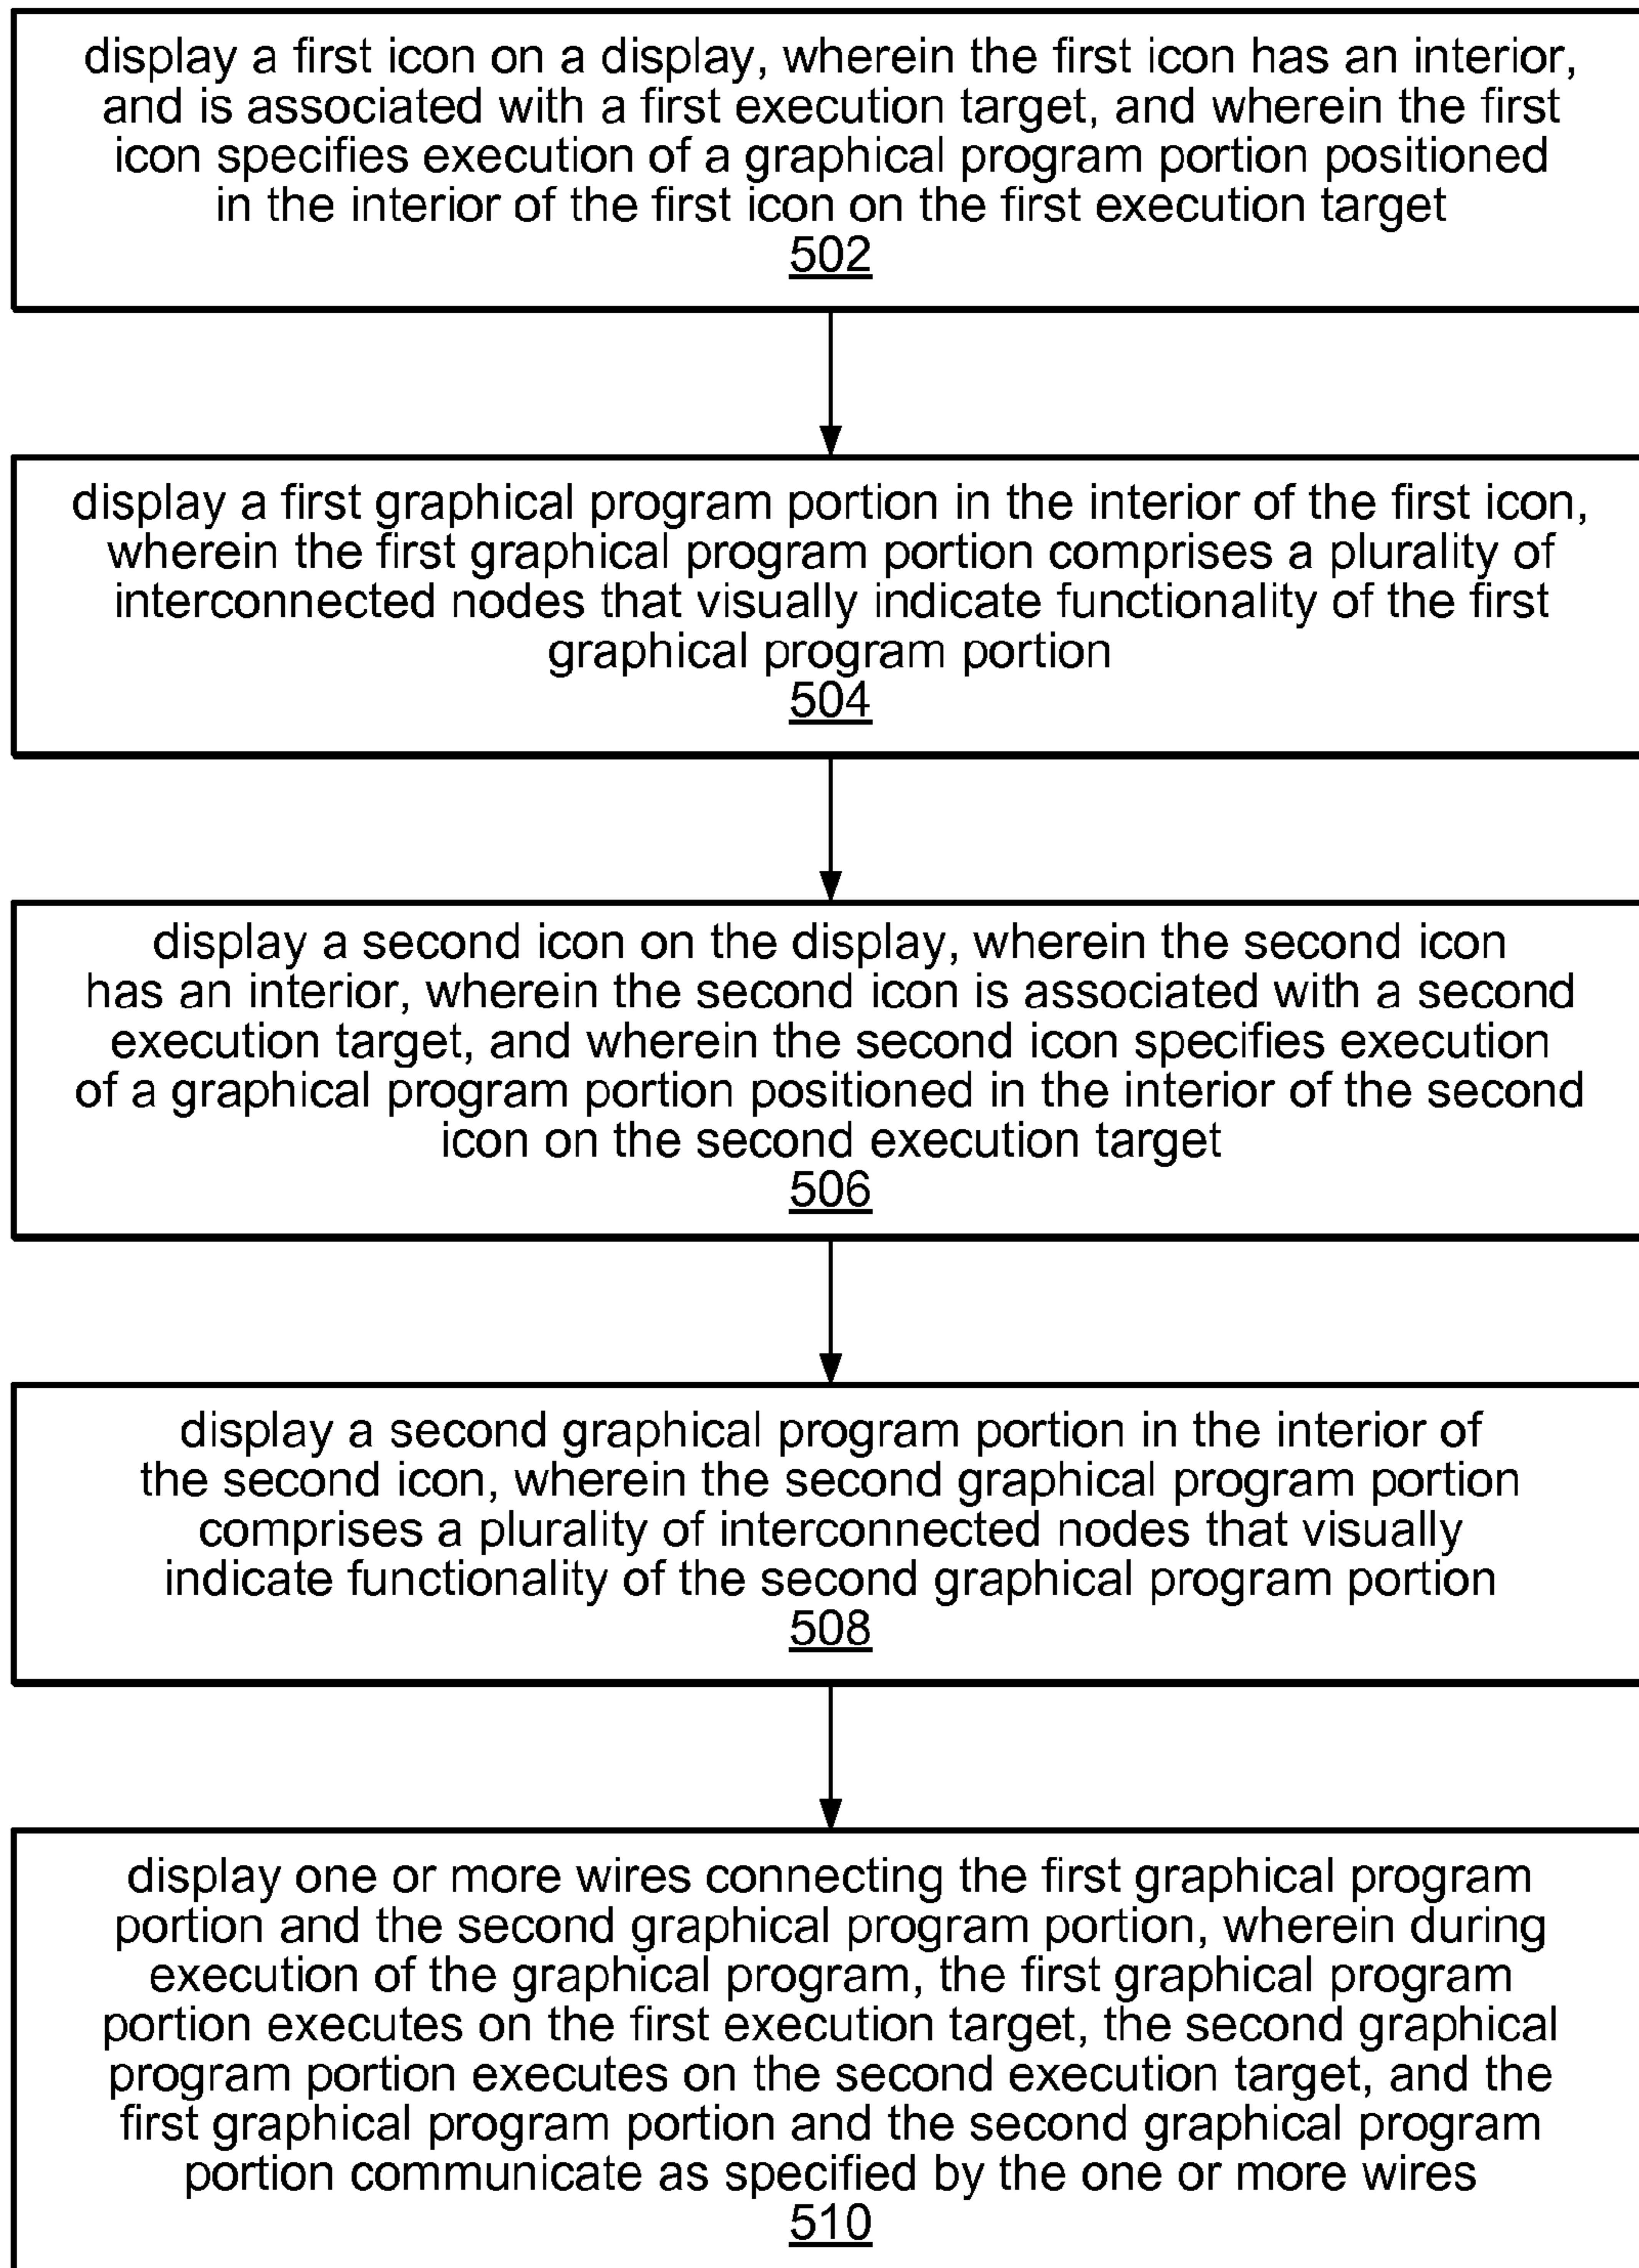 display a first icon on a display, wherein the first icon has an interior,
and is associated with a first execution target, and wherein the first
icon specifies execution of a graphical program portion positioned
in the interior of the first icon on the first execution target
502
display a first graphical program portion in the interior of the first icon,
wherein the first graphical program portion comprises a plurality of
interconnected nodes that visually indicate functionality of the first
graphical program portion
504
display a second icon on the display, wherein the second icon
has an interior, wherein the second icon is associated with a second
execution target, and wherein the second icon specifies execution
of a graphical program portion positioned in the interior of the second
icon on the second execution target
506
display a second graphical program portion in the interior of
the second icon, wherein the second graphical program portion
comprises a plurality of interconnected nodes that visually
indicate functionality of the second graphical program portion
508
display one or more wires connecting the first graphical program
portion and the second graphical program portion, wherein during
execution of the graphical program, the first graphical program
portion executes on the first execution target, the second graphical
program portion executes on the second execution target, and the
first graphical program portion and the second graphical program
portion communicate as specified by the one or more wires
510